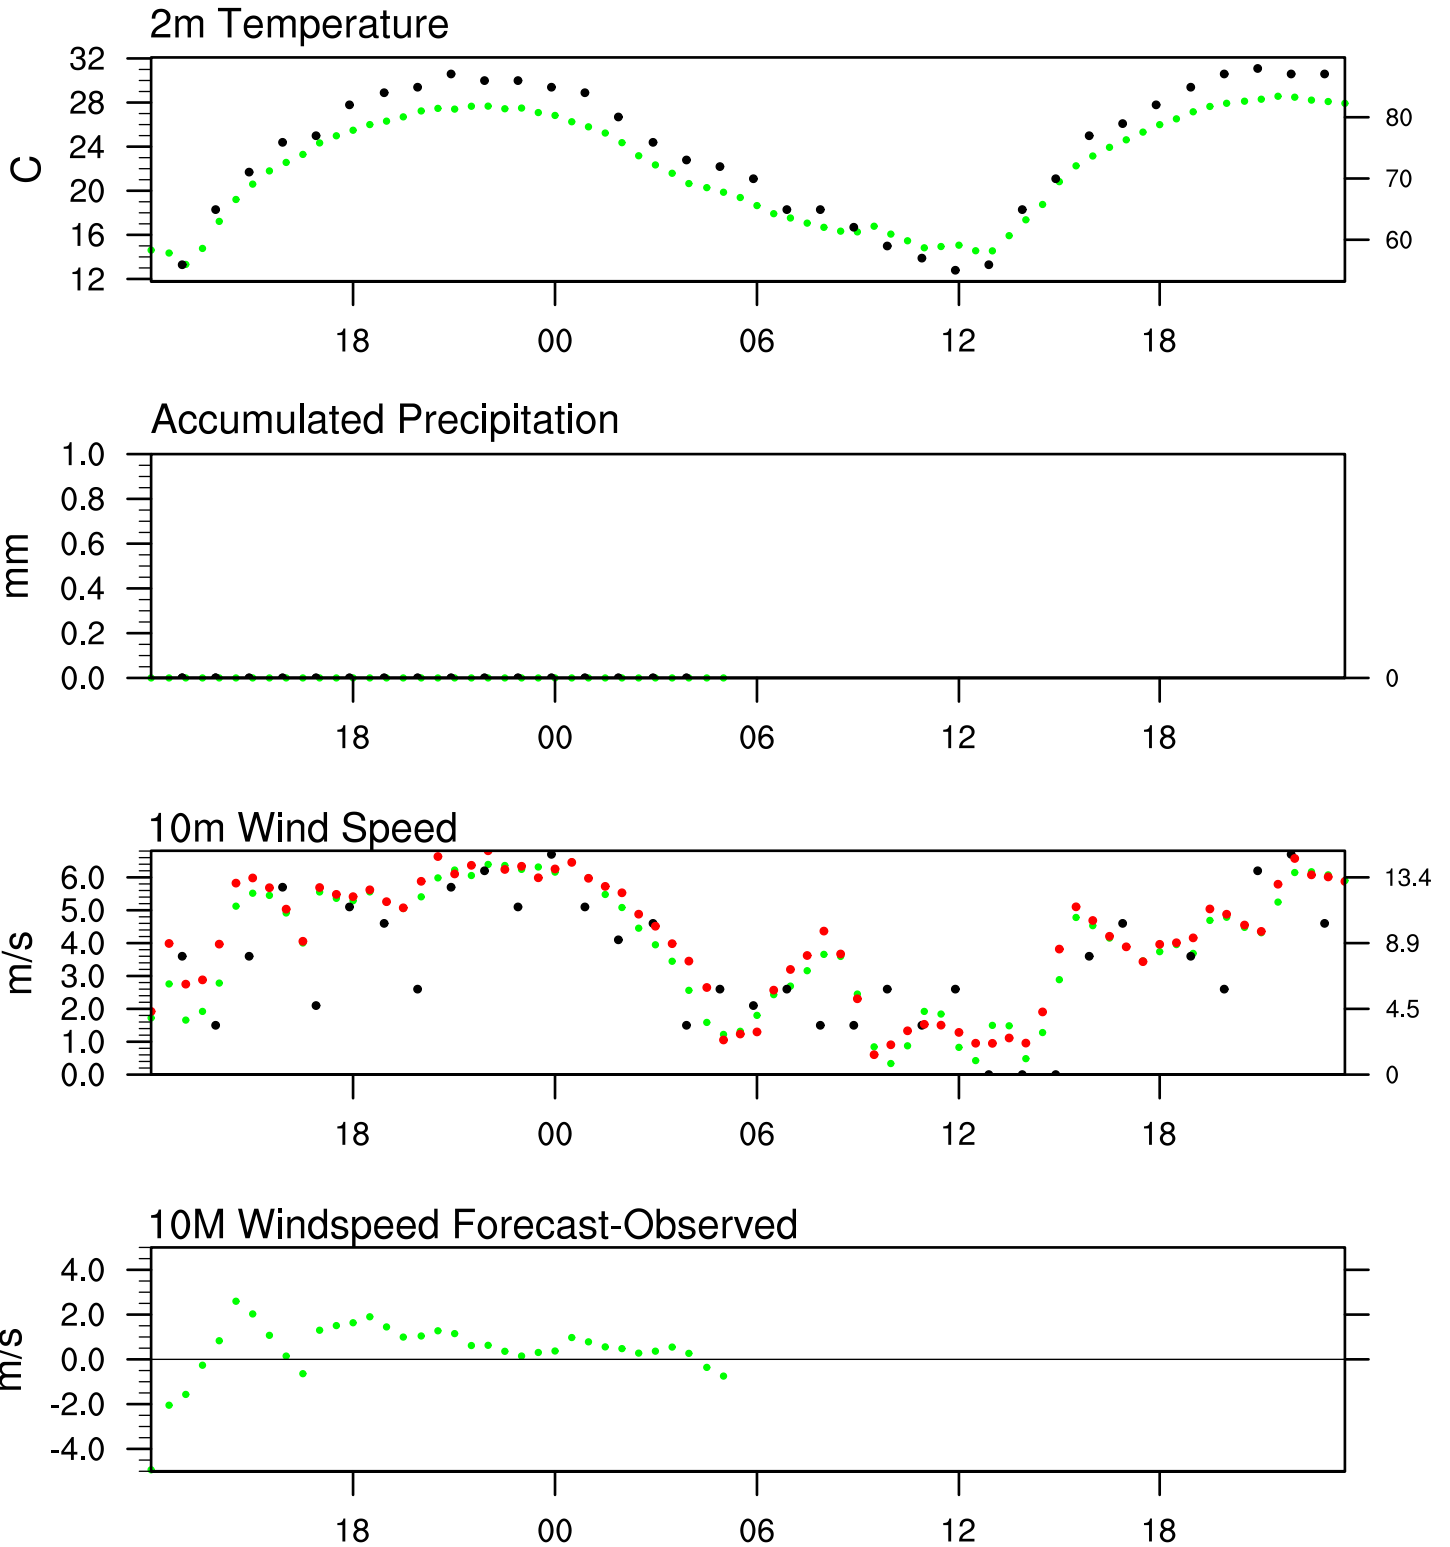 2m Temperature
32
28
24
20
16
12
C
80
70
60
18 00 06 12 18
Accumulated Precipitation
1.0
0.8
0.6
0.4
0.2
0.0
mm
0
18 00 06 12 18
10m Wind Speed
6.0
5.0
4.0
3.0
2.0
1.0
0.0
m/s
13.4
8.9
4.5
0
18 00 06 12 18
10M Windspeed Forecast-Observed
4.0
2.0
0.0
-2.0
-4.0
m/s
18 00 06 12 18